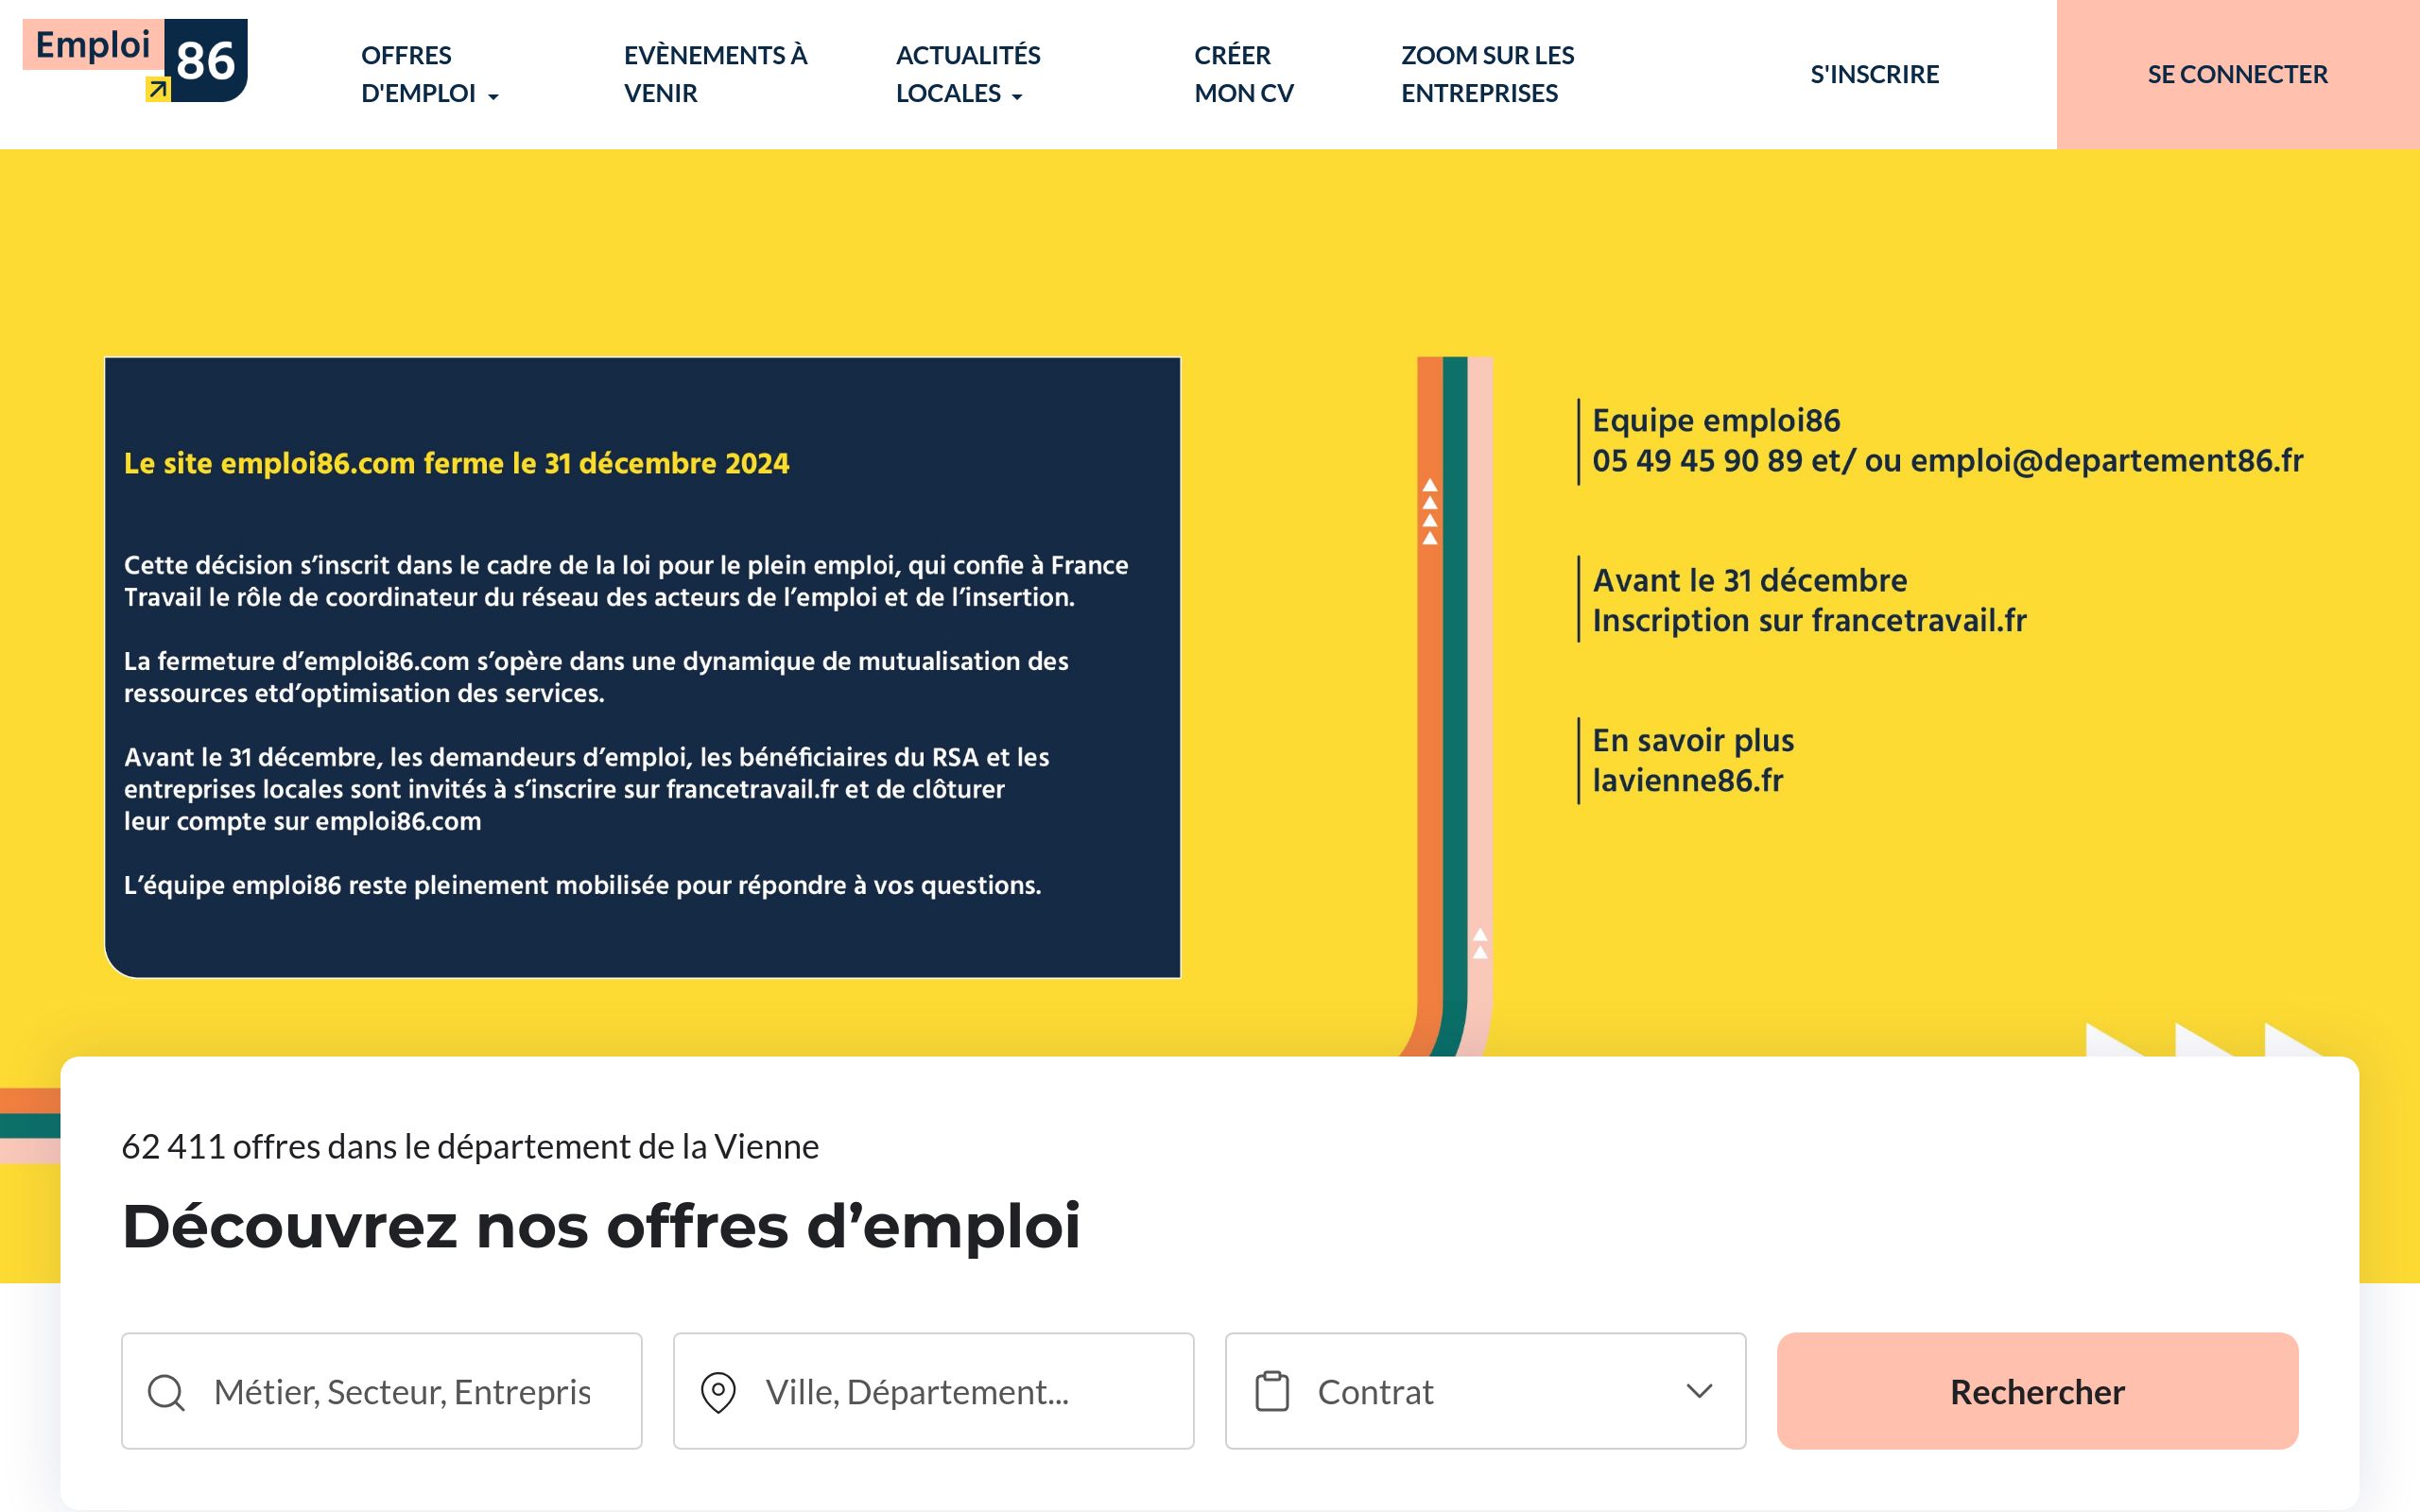 Emploi 86
OFFRES
D'EMPLOI
EVÈNEMENTS À
VENIR
ACTUALITÉS
LOCALES
CRÉER
MON CV
ZOOM SUR LES
ENTREPRISES
S'INSCRIRE
SE CONNECTER
Le site emploi86.com ferme le 31 décembre 2024
Cette décision s’inscrit dans le cadre de la loi pour le plein emploi, qui confie à France
Travail le rôle de coordinateur du réseau des acteurs de l’emploi et de l’insertion.
La fermeture d’emploi86.com s’opère dans une dynamique de mutualisation des
ressources etd’optimisation des services.
Avant le 31 décembre, les demandeurs d’emploi, les bénéficiaires du RSA et les
entreprises locales sont invités à s’inscrire sur francetravail.fr et de clôturer
leur compte sur emploi86.com
L’équipe emploi86 reste pleinement mobilisée pour répondre à vos questions.
Equipe emploi86
05 49 45 90 89 et/ ou emploi@departement86.fr
Avant le 31 décembre
Inscription sur francetravail.fr
En savoir plus
lavienne86.fr
62 411 offres dans le département de la Vienne
Découvrez nos offres d’emploi
Métier, Secteur, Entrepris
Ville, Département...
Contrat
Rechercher